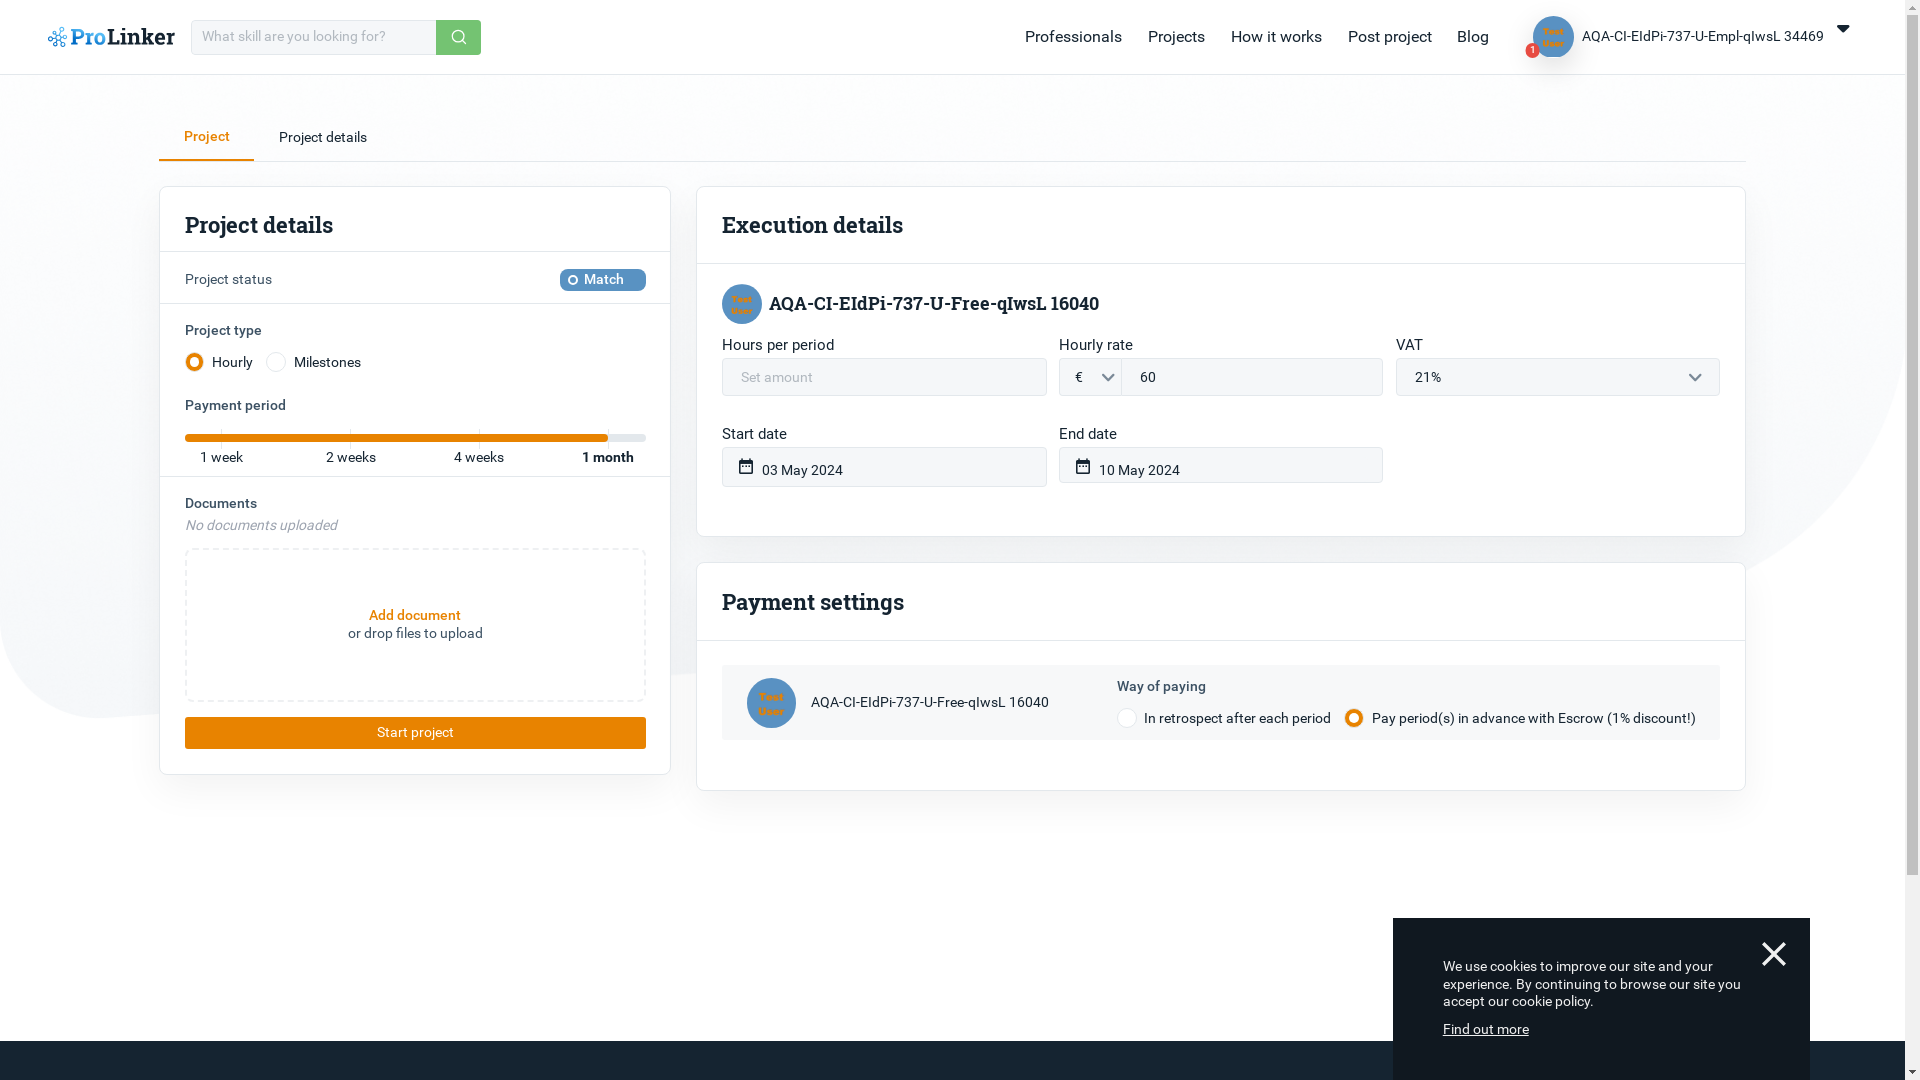 ProLinker
What skill are you looking for?
Professionals
Projects
How it works
Post project
Blog
Test
User
1
AQA-CI-EIdPi-737-U-Empl-qIwsL 34469
Project
Project details
Project details
Project status
Match
Project type
Hourly
Milestones
Payment period
1 week
2 weeks
4 weeks
1 month
Documents
No documents uploaded
Add document
or drop files to upload
Start project
Execution details
Test
User
AQA-CI-EIdPi-737-U-Free-qIwsL 16040
Hours per period
Hourly rate
VAT
Set amount
€
60
21%
Start date
End date
03 May 2024
10 May 2024
Payment settings
Test
User
AQA-CI-EIdPi-737-U-Free-qIwsL 16040
Way of paying
In retrospect after each period
Pay period(s) in advance with Escrow (1% discount!)
We use cookies to improve our site and your
experience. By continuing to browse our site you
accept our cookie policy.
Find out more